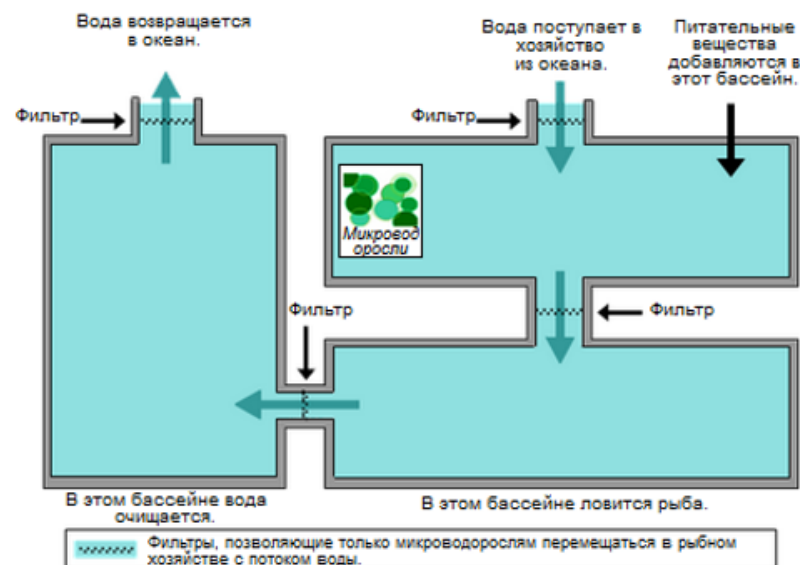 Вода возвращается
в океан.
Вода поступает в
хозяйство
из океана.
Питательные
вещества
добавляются в
этот бассейн.
Фильтр
Фильтр
Микровод
оросли
Фильтр
Фильтр
В этом бассейне вода
очищается.
В этом бассейне ловится рыба.
Фильтры, позволяющие только микроводорослям перемещаться в рыбном
хозяйстве с потоком воды.